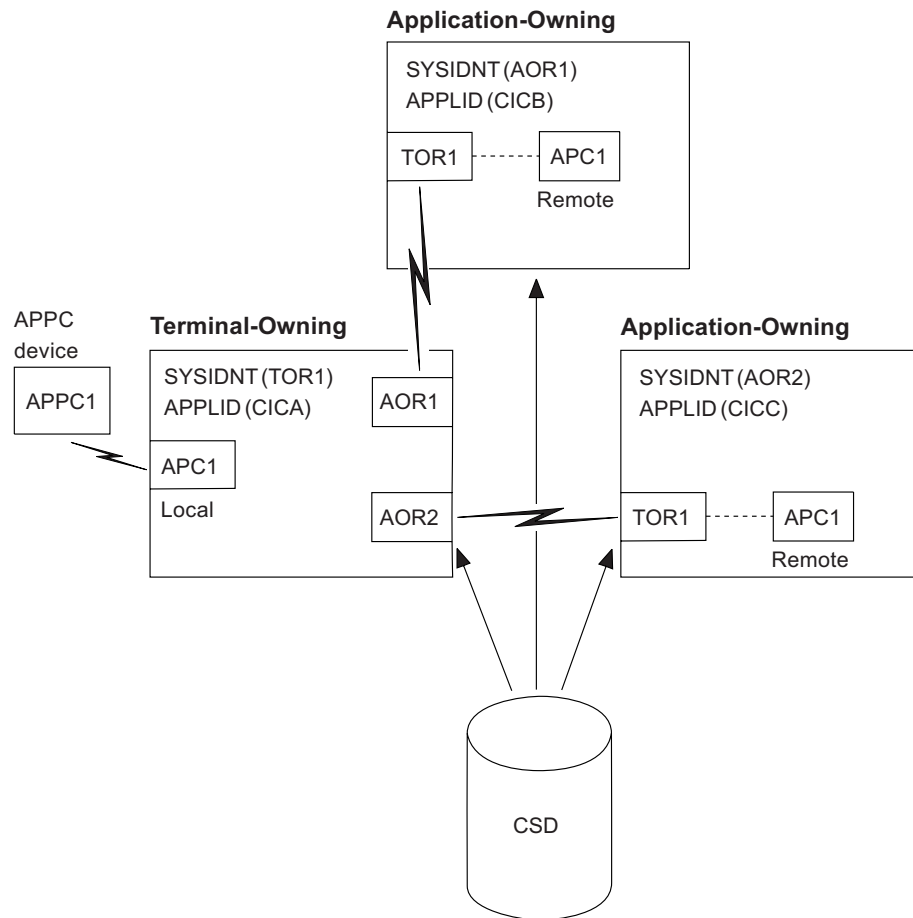 Application-Owning
SYSIDNT (AOR1)
APPLID (CICB)
TOR1
APC1
Remote
APPC
device
APPC1
Terminal-Owning
SYSIDNT (TOR1)
APPLID (CICA)
AOR1
APC1
Local
AOR2
Application-Owning
SYSIDNT (AOR2)
APPLID (CICC)
TOR1
APC1
Remote
CSD